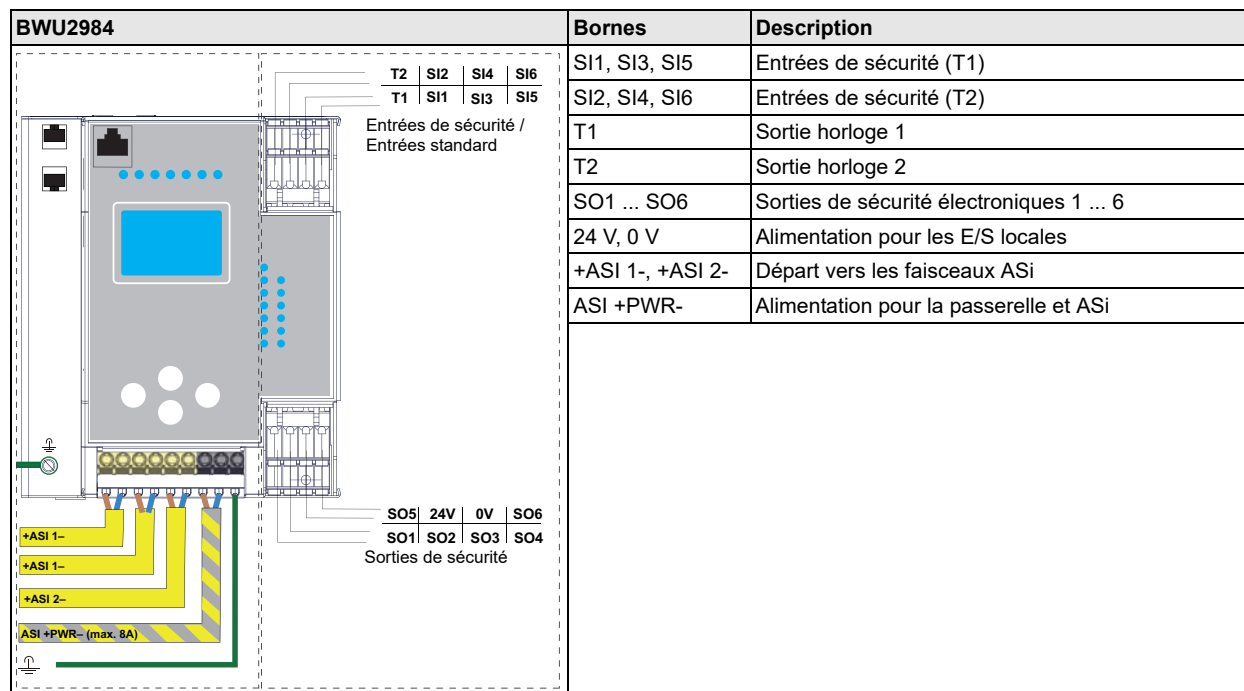 BWU2984
Bornes
Description
T2 SI2 SI4 SI6
T1 SI1 SI3 SI5
Entrées de sécurité /
Entrées standard
SO5 24V 0V SO6
SO1 SO2 SO3 SO4
Sorties de sécurité
+ASI 1–
+ASI 1–
+ASI 2–
ASI +PWR– (max. 8A)
SI1, SI3, SI5 Entrées de sécurité (T1)
SI2, SI4, SI6 Entrées de sécurité (T2)
T1 Sortie horloge 1
T2 Sortie horloge 2
SO1 ... SO6 Sorties de sécurité électroniques 1 ... 6
24 V, 0 V Alimentation pour les E/S locales
+ASI 1-, +ASI 2- Départ vers les faisceaux ASi
ASI +PWR- Alimentation pour la passerelle et ASi